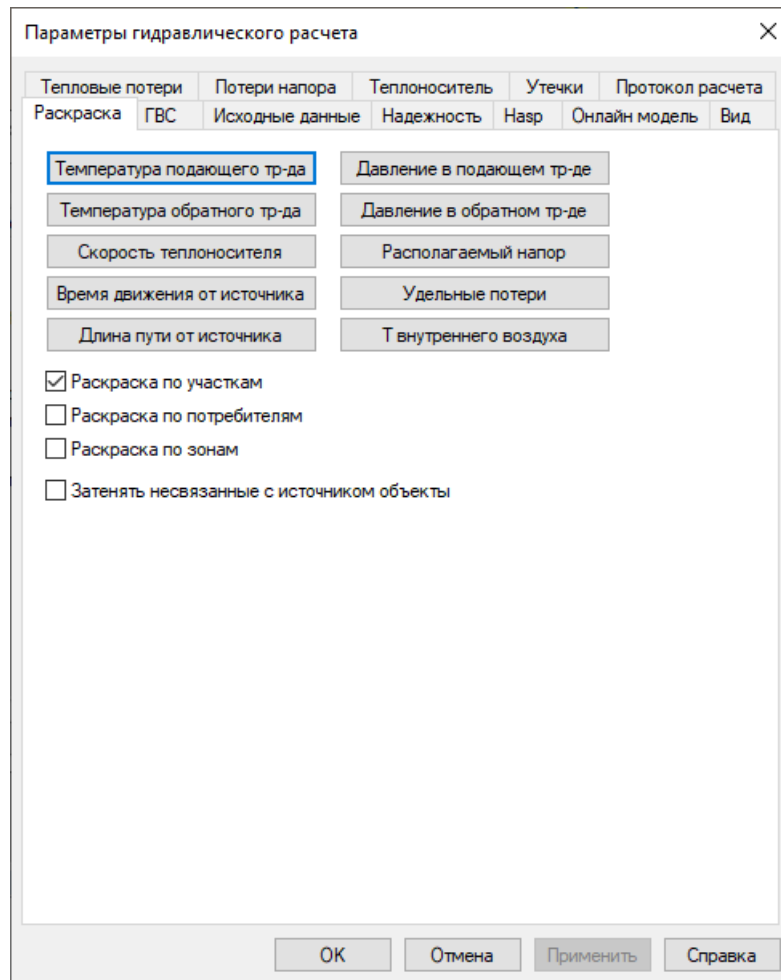 Параметры гидравлического расчета
Тепловые потери Потери напора Теплоноситель Утечки Протокол расчета
Раскраска ГВС Исходные данные Надежность Hasp Онлайн модель Вид
Температура подающего тр-да Давление в подающем тр-де
Температура обратного тр-да Давление в обратном тр-де
Скорость теплоносителя Располагаемый напор
Время движения от источника Удельные потери
Длина пути от источника Т внутреннего воздуха
Раскраска по участкам
Раскраска по потребителям
Раскраска по зонам
Затенять несвязанные с источником объекты
ОК Отмена Применить Справка